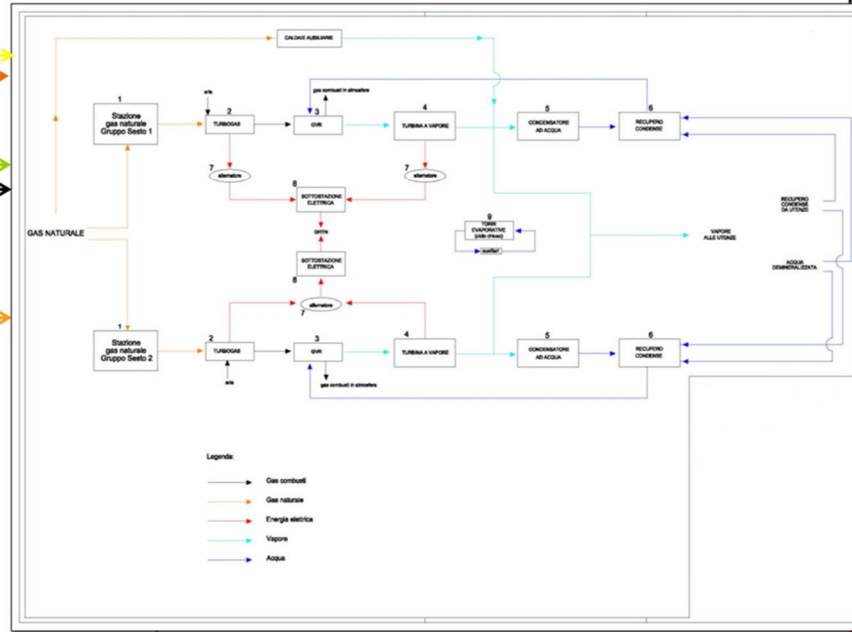 CALDAIE AUSILIARIE
aria
gas combusti in atmosfera
1
Stazione
gas naturale
Gruppo Sesto 1
2
TURBOGAS
3
GVR
4
TURBINA A VAPORE
5
CONDENSATORE
AD ACQUA
6
RECUPERO
CONDENSE
7
alternatore
7
alternatore
8
SOTTOSTAZIONE
ELETTRICA
GRTN
SOTTOSTAZIONE
ELETTRICA
8
alternatore
7
9
TORRI
EVAPORATIVE
(ciclo chiuso)
ausiliari
GAS NATURALE
VAPORE
ALLE UTENZE
RECUPERO
CONDENSE
DA UTENZE
ACQUA
DEMINERALIZZATA
1
Stazione
gas naturale
Gruppo Sesto 2
2
TURBOGAS
aria
3
GVR
gas combusti in atmosfera
4
TURBINA A VAPORE
5
CONDENSATORE
AD ACQUA
6
RECUPERO
CONDENSE
Legenda:
Gas combusti
Gas naturale
Energia elettrica
Vapore
Acqua